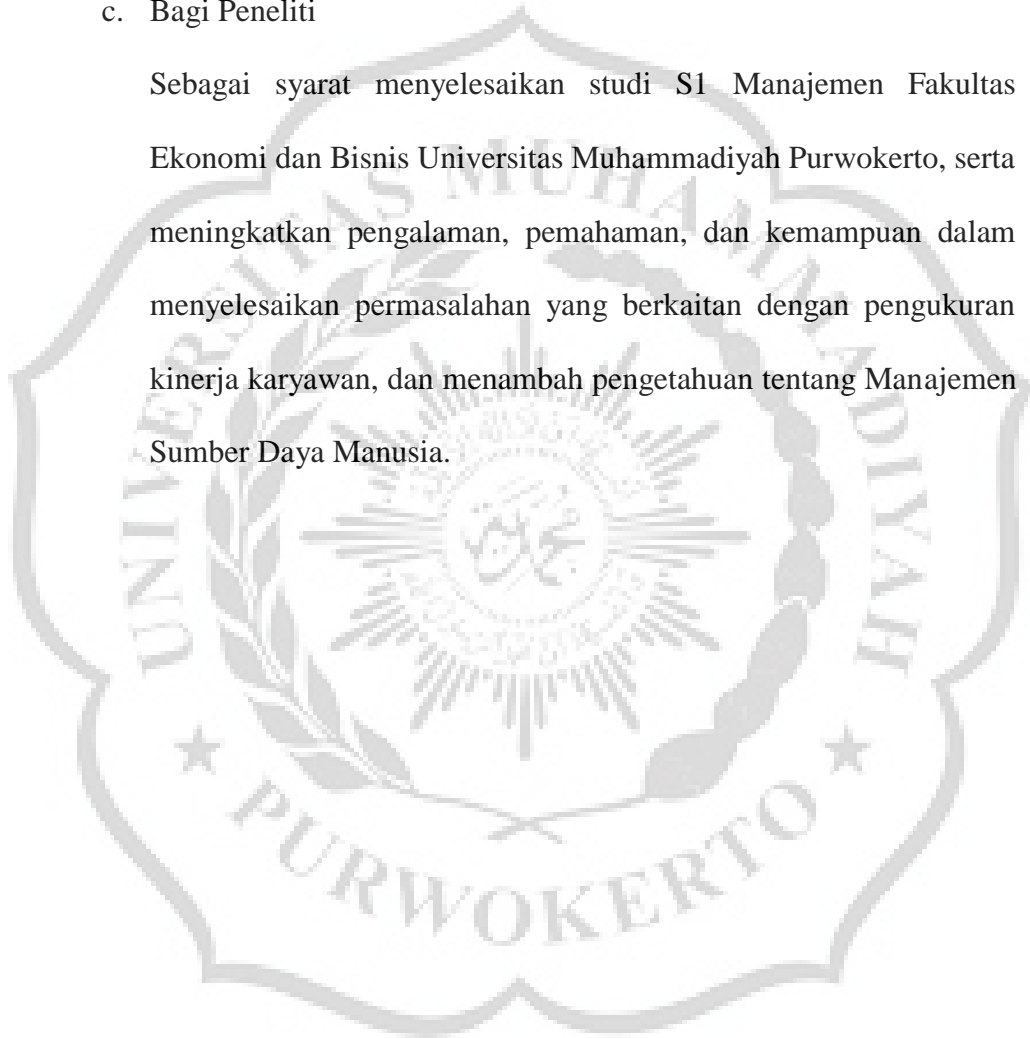 c. Bagi Peneliti
Sebagai syarat menyelesaikan studi S1 Manajemen Fakultas
Ekonomi dan Bisnis Universitas Muhammadiyah Purwokerto, serta
meningkatkan pengalaman, pemahaman, dan kemampuan dalam
menyelesaikan permasalahan yang berkaitan dengan pengukuran
kinerja karyawan, dan menambah pengetahuan tentang Manajemen
Sumber Daya Manusia.
UNIVERSITAS MUHAMMADIYAH
PURWOKERTO